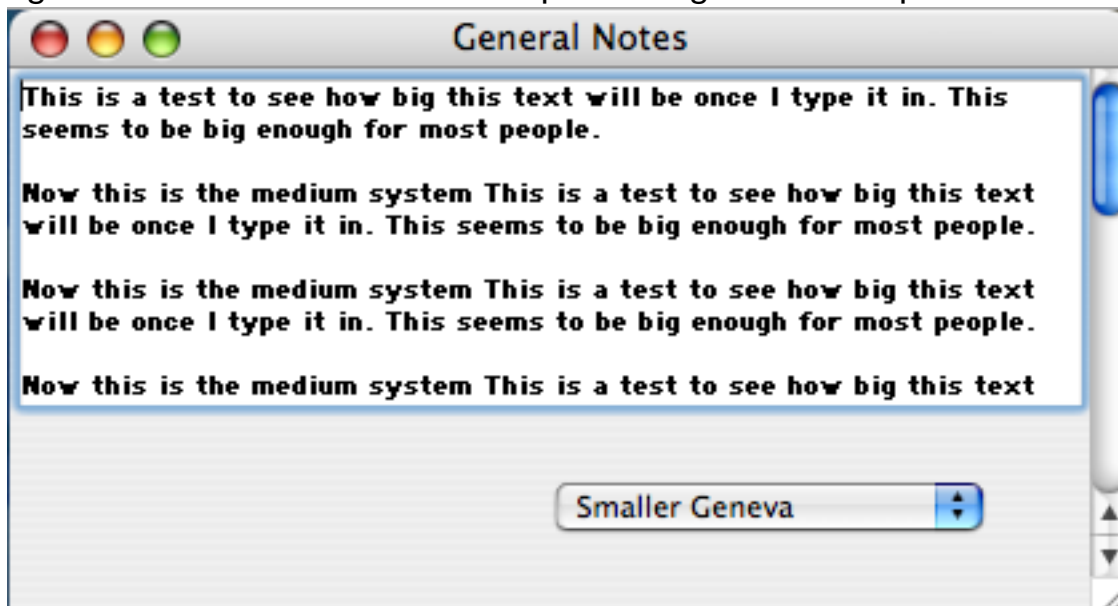 General Notes
This is a test to see how big this text will be once I type it in. This
seems to be big enough for most people.
Now this is the medium system This is a test to see how big this text
will be once I type it in. This seems to be big enough for most people.
Now this is the medium system This is a test to see how big this text
will be once I type it in. This seems to be big enough for most people.
Now this is the medium system This is a test to see how big this text
Smaller Geneva